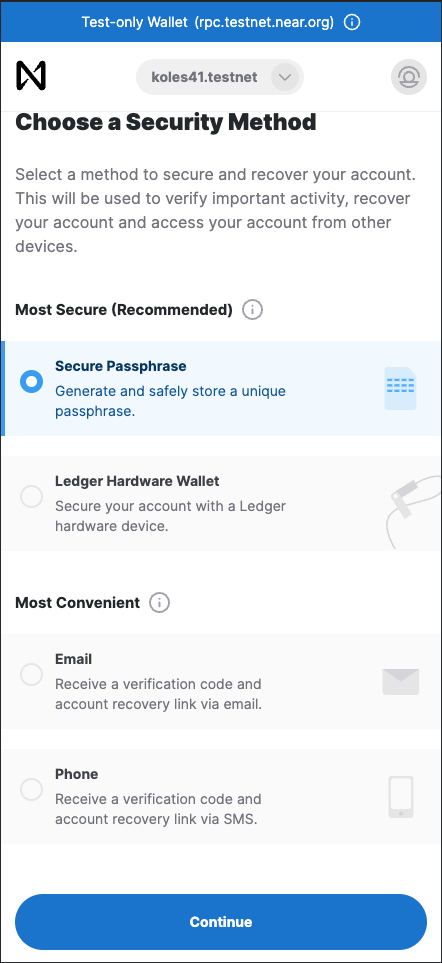 Test-only Wallet (rpc.testnet.near.org)
koles41.testnet
Choose a Security Method
Select a method to secure and recover your account.
This will be used to verify important activity, recover
your account and access your account from other
devices.
Most Secure (Recommended)
Secure Passphrase
Generate and safely store a unique
passphrase.
Ledger Hardware Wallet
Secure your account with a Ledger
hardware device.
Most Convenient
Email
Receive a verification code and
account recovery link via email.
Phone
Receive a verification code and
account recovery link via SMS.
Continue